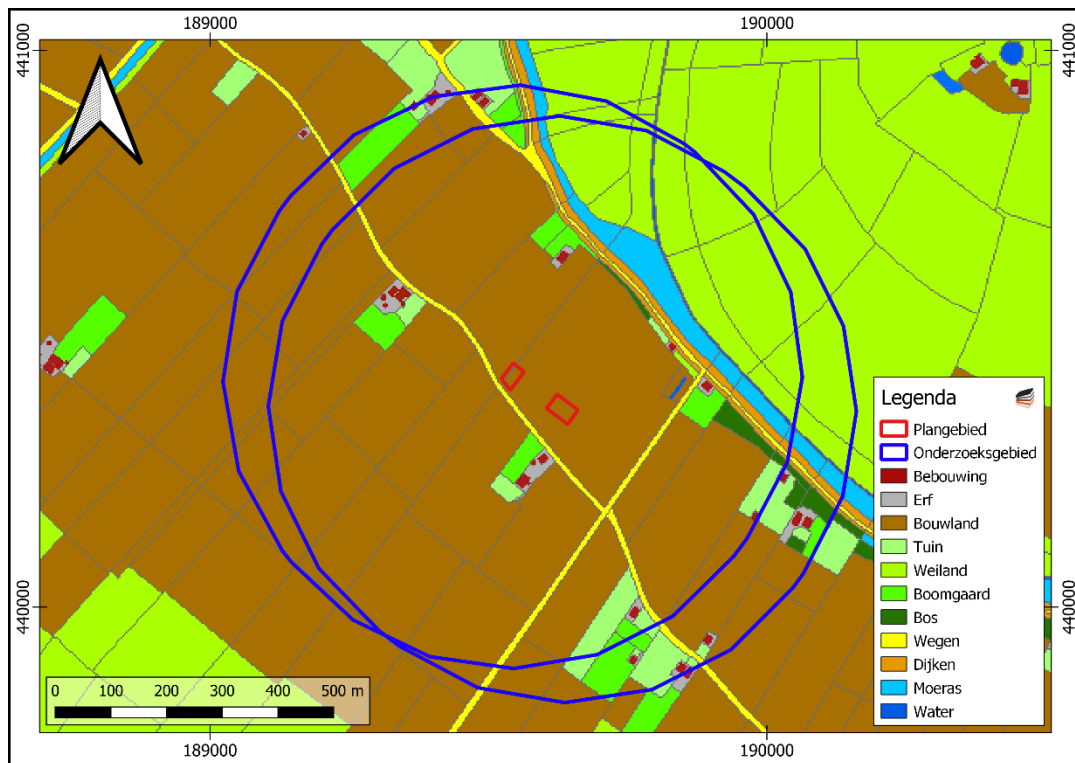 189000
190000
441000
441000
Legenda
Plangebied
Onderzoeksgebied
Bebouwing
Erf
Bouwland
Tuin
Weiland
Boomgaard
Bos
Wegen
Dijken
Moeras
Water
440000
440000
0 100 200 300 400 500 m
189000
190000